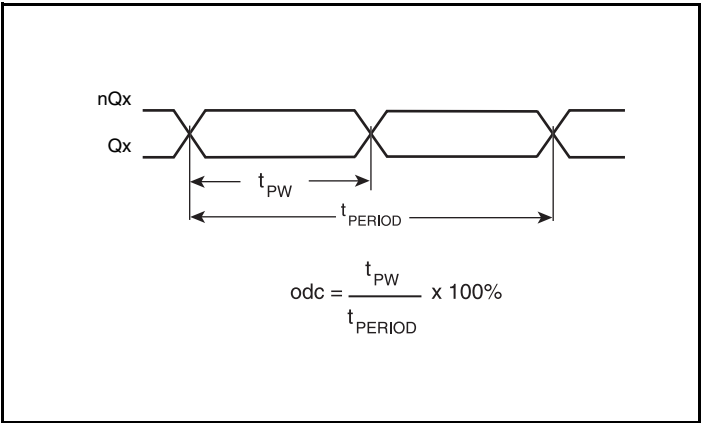 nQx
Qx
tPW
tPERIOD
odc = tPW / tPERIOD x 100%